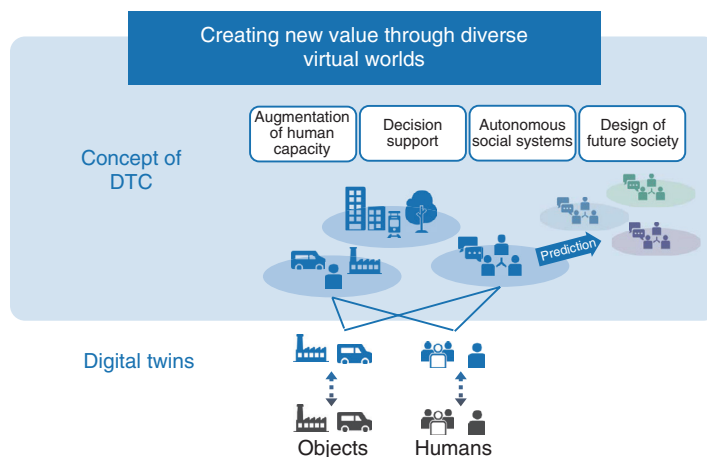 Creating new value through diverse
virtual worlds
Augmentation
of human
capacity
Decision
support
Autonomous
social systems
Design of
future society
Concept of
DTC
Prediction
Digital twins
Objects
Humans